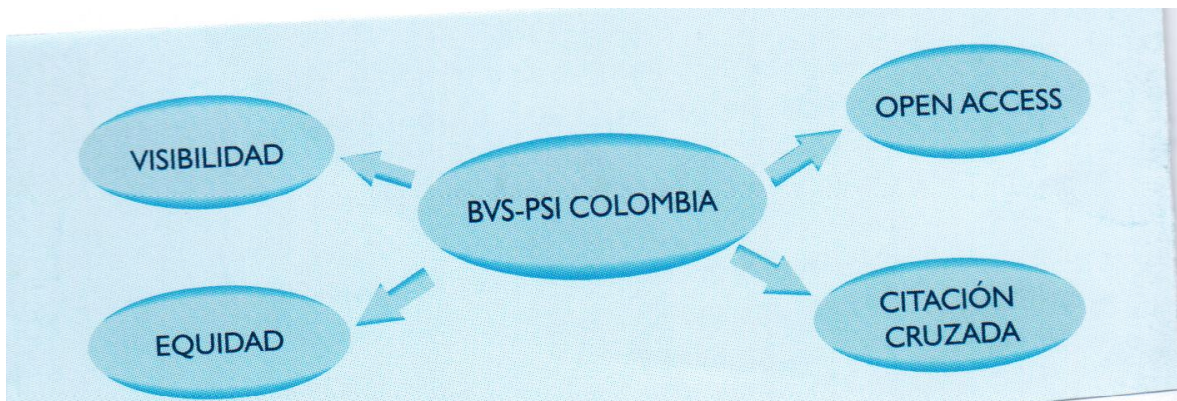 VISIBILIDAD
OPEN ACCESS
BVS-PSI COLOMBIA
EQUIDAD
CITACIÓN
CRUZADA